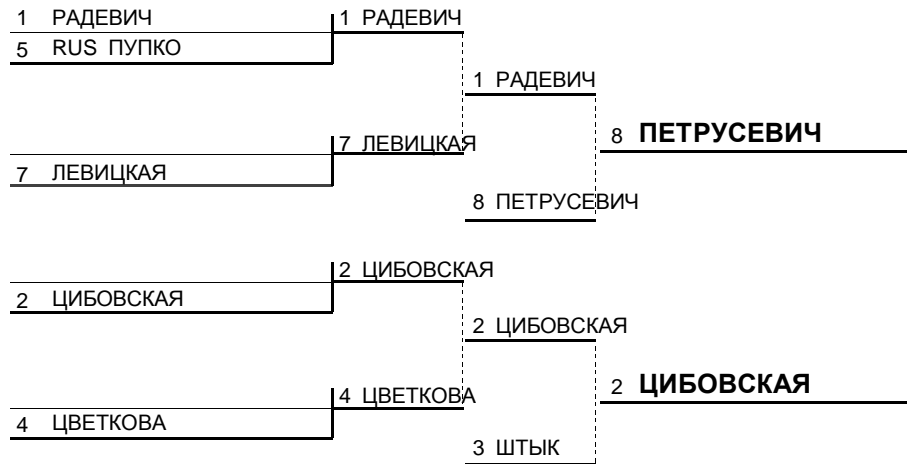 1 РАДЕВИЧ 1 РАДЕВИЧ
5 RUS ПУПКО
1 РАДЕВИЧ
7 ЛЕВИЦКАЯ 8 ПЕТРУСЕВИЧ
7 ЛЕВИЦКАЯ
8 ПЕТРУСЕВИЧ
2 ЦИБОВСКАЯ
2 ЦИБОВСКАЯ
2 ЦИБОВСКАЯ
4 ЦВЕТКОВА 2 ЦИБОВСКАЯ
4 ЦВЕТКОВА
3 ШТЫК